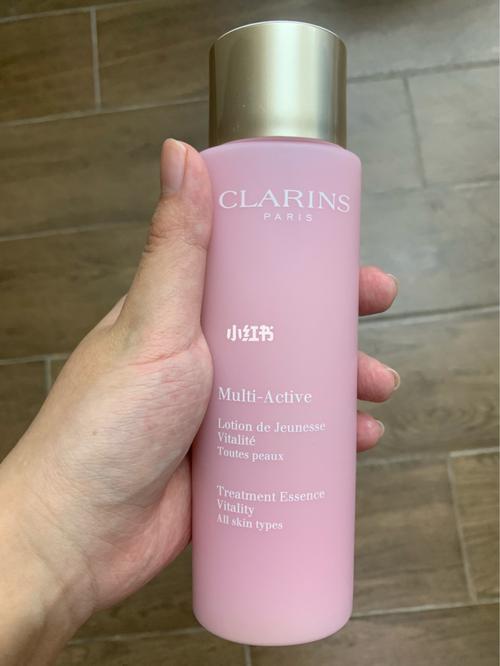 CLARINS
PARIS
小红书
Multi-Active
Lotion de Jeunesse
Vitalité
Toutes peaux
Treatment Essence
Vitality
All skin types